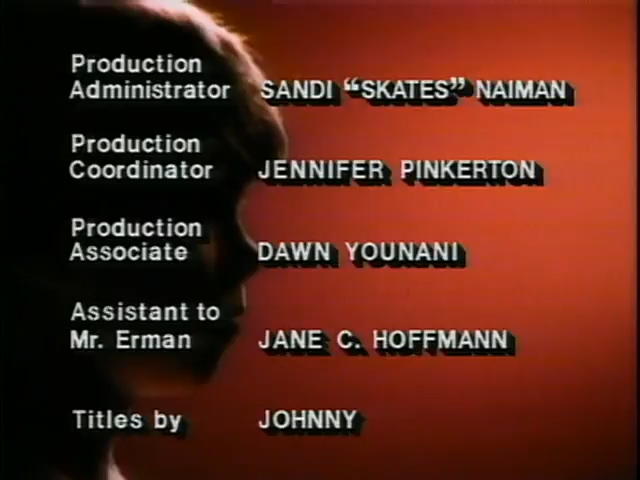 Production
Administrator SANDI “SKATES” NAIMAN
Production
Coordinator JENNIFER PINKERTON
Production
Associate DAWN YOUNANI
Assistant to
Mr. Erman JANE C. HOFFMANN
Titles by JOHNNY